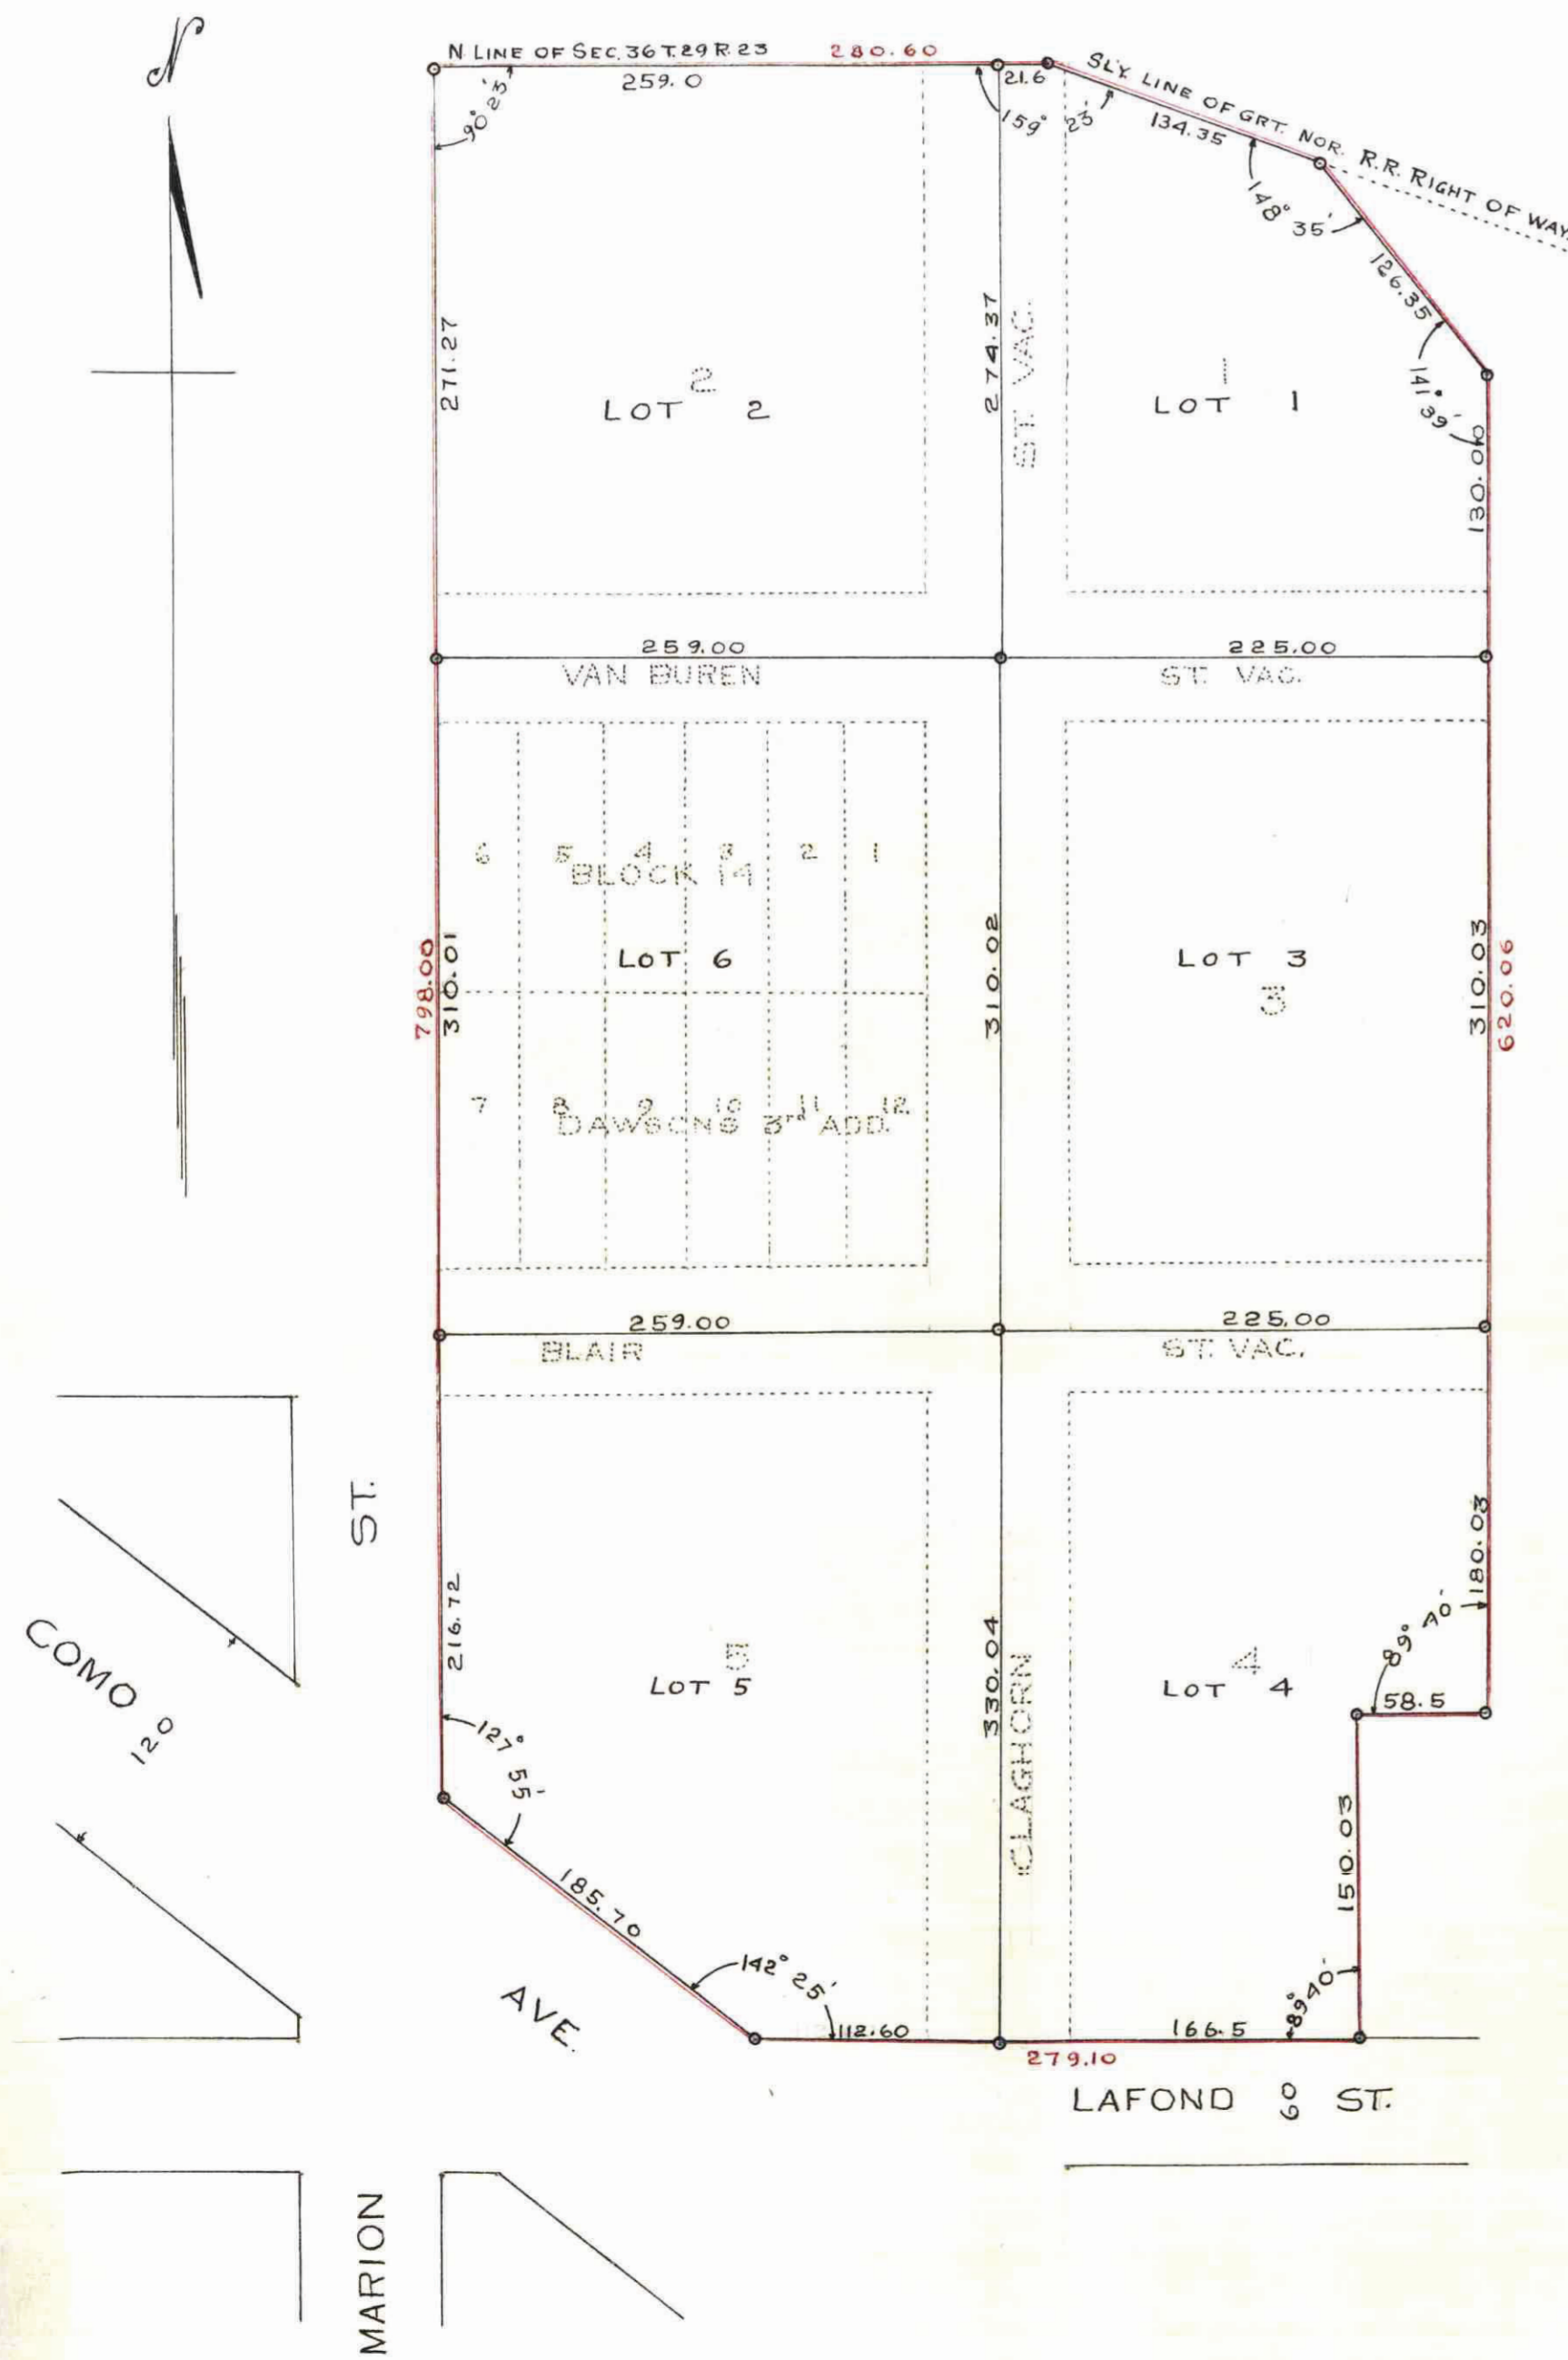 N
N. LINE OF SEC. 36 T. 29 R. 23
280.60
259.0
21.6
SL'Y. LINE OF GRT. NOR. R.R. RIGHT OF WAY.
90° 23'
159° 23'
134.35
148° 35'
126.35
141° 39'
130.00
271.27
274.37
ST. VAC.
2
LOT 2
1
LOT 1
259.00
225.00
VAN BUREN
ST. VAC.
6 5 4 3 2 1
BLOCK 14
LOT 6
LOT 3
3
798.00
310.01
310.02
310.03
620.06
7 8 9 10 11 12
DAWSONS 3rd ADD.
259.00
225.00
BLAIR
ST. VAC.
ST.
216.72
330.04
180.03
COMO 120
5
LOT 5
4
LOT 4
89° 40'
58.5
CLAGHORN
127° 55'
150.03
185.70
142° 25'
89° 40'
AVE.
112.60
166.5
279.10
LAFOND 60 ST.
MARION